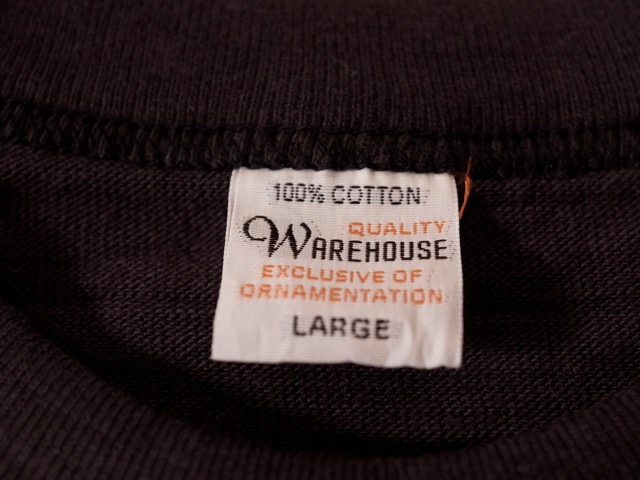 100% COTTON
QUALITY
WAREHOUSE
EXCLUSIVE OF
ORNAMENTATION
LARGE